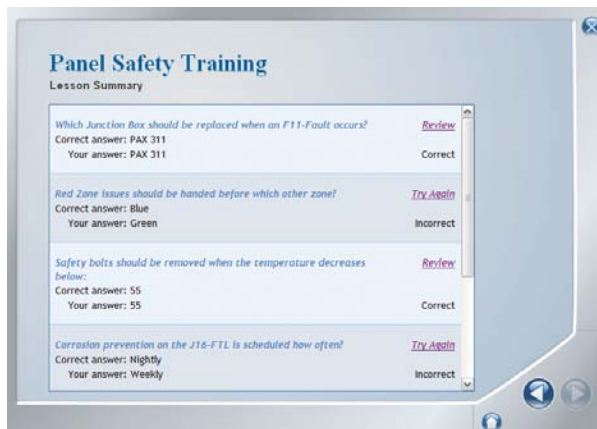 Panel Safety Training
Lesson Summary
Which Junction Box should be replaced when an F11-Fault occurs? Review
Correct answer: PAX 311
Your answer: PAX 311 Correct
Red Zone issues should be handed before which other zone? Try Again
Correct answer: Blue
Your answer: Green Incorrect
Safety bolts should be removed when the temperature decreases Review
below:
Correct answer: 55
Your answer: 55 Correct
Corrosion prevention on the J16-FTL is scheduled how often? Try Again
Correct answer: Nightly
Your answer: Weekly Incorrect